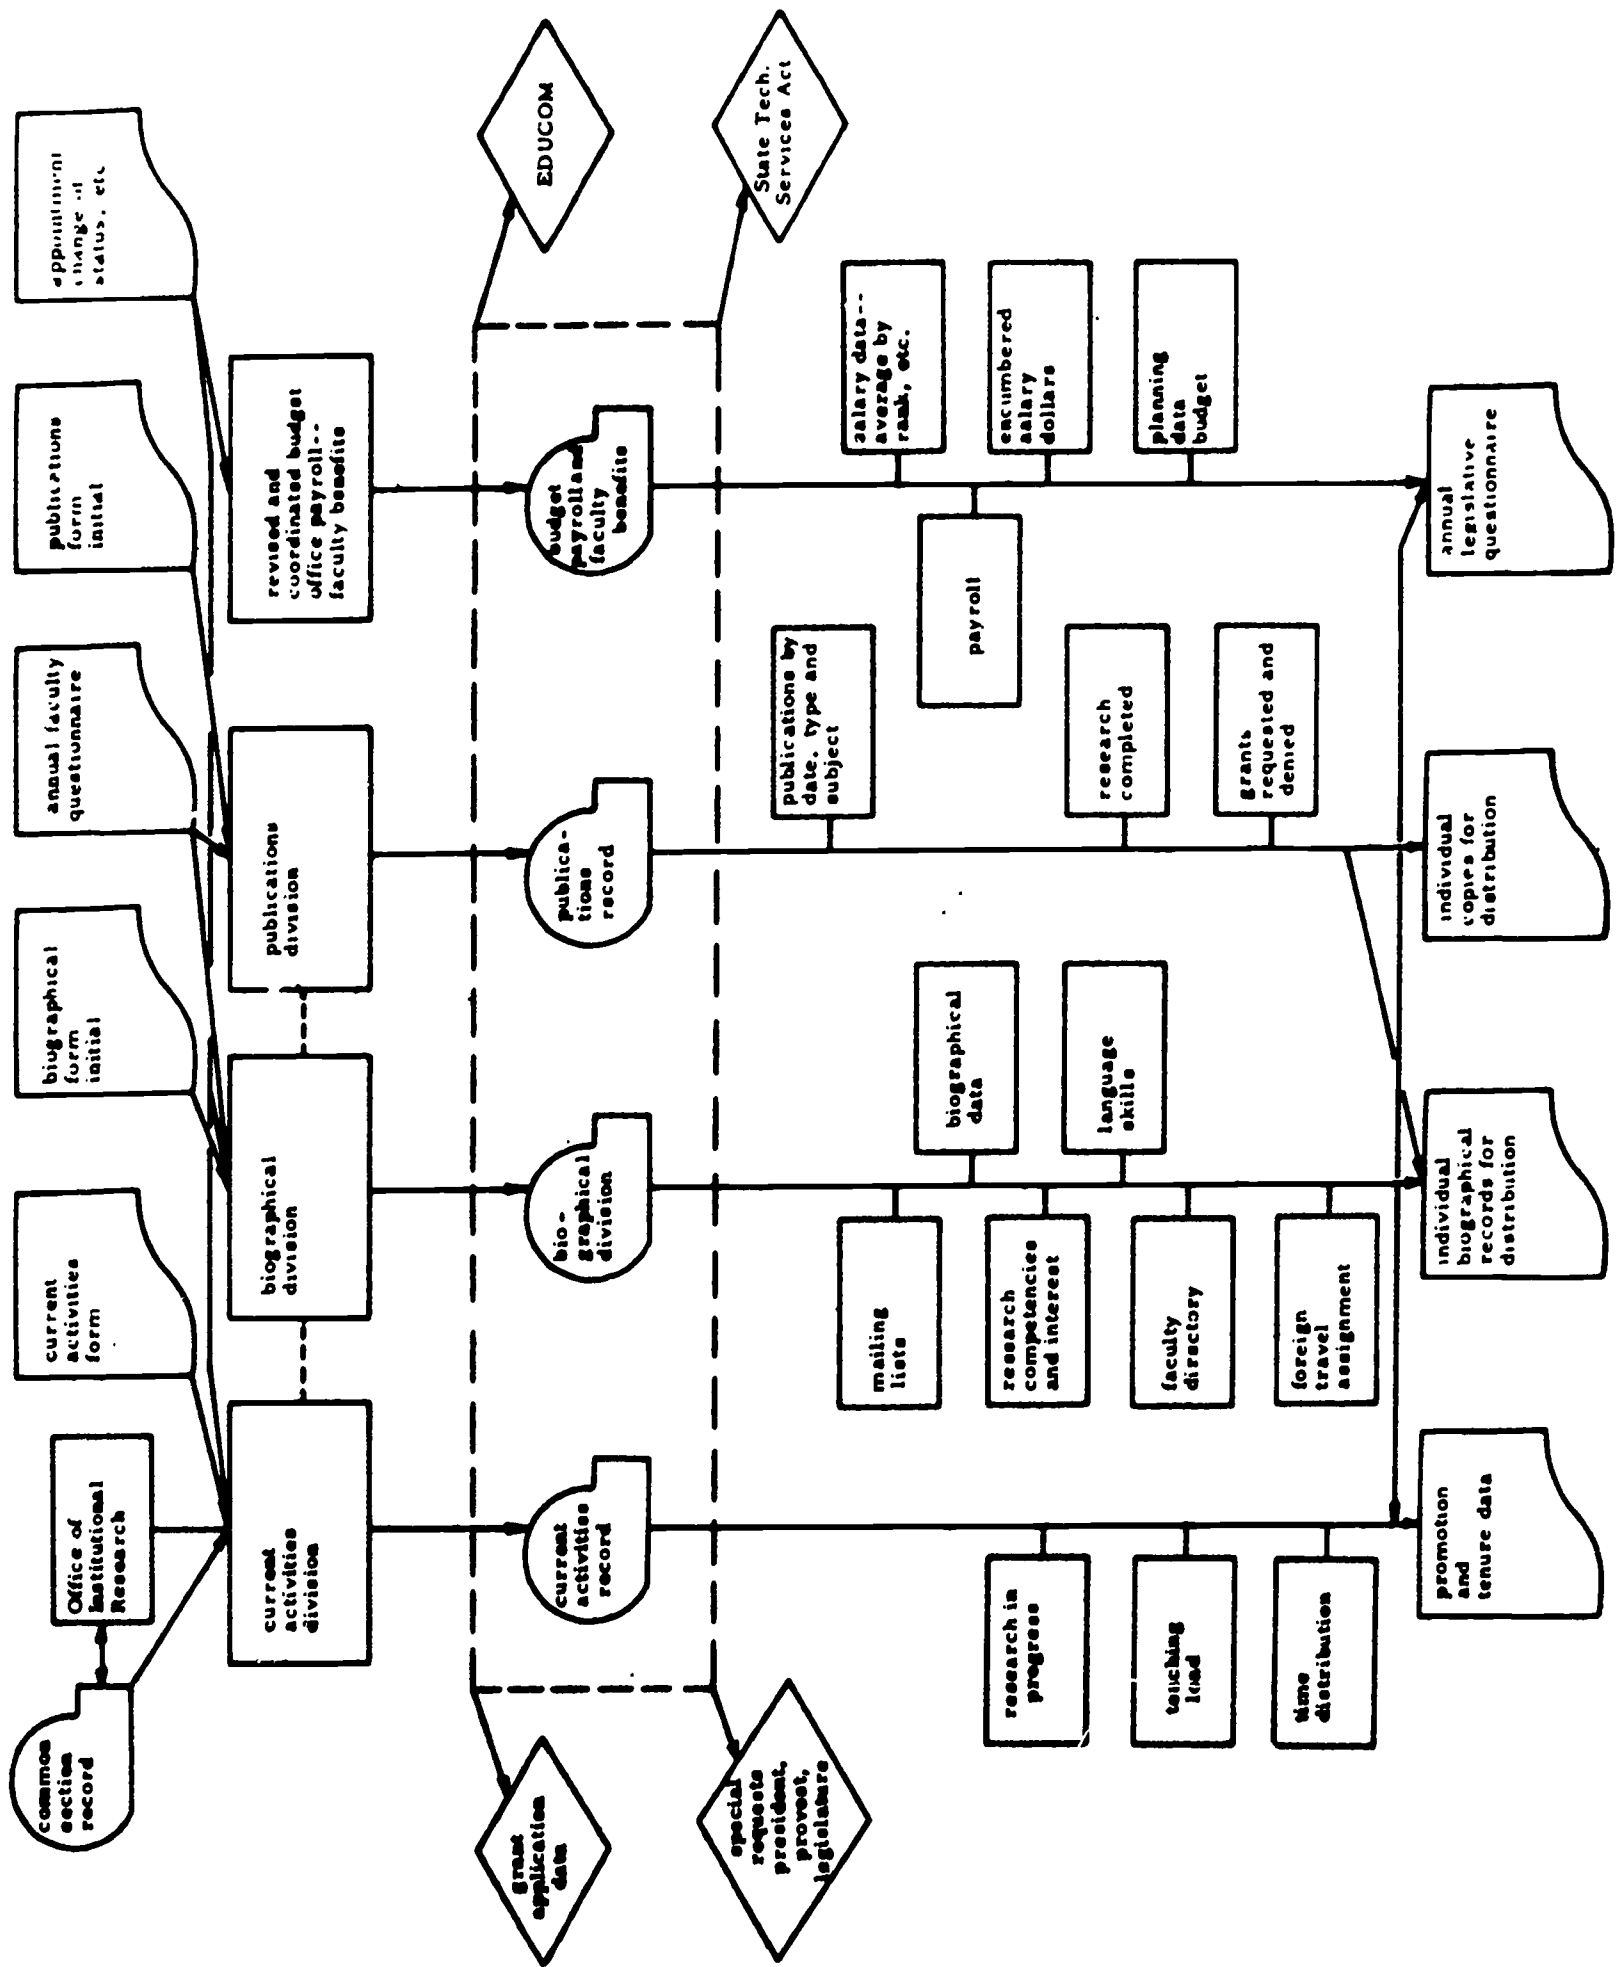 common
section
record
Office of
Institutional
Research
current
activities
form
biographical
form
initial
annual faculty
questionnaire
publications
form
initial
appointment
change of
status, etc
current
activities
division
biographical
division
publications
division
revised and
coordinated budget
office payroll--
faculty benefits
grant
application
data
current
activities
record
bio-
graphical
division
publica-
tions
record
budget
payroll and
faculty
benefits
EDUCOM
special
requests
president,
provost,
legislature
State Tech.
Services Act
research in
progress
teaching
load
time
distribution
mailing
lists
research
competencies
and interest
faculty
directory
foreign
travel
assignment
biographical
data
language
skills
publications by
date, type and
subject
research
completed
grants
requested and
denied
payroll
salary data--
average by
rank, etc.
encumbered
salary
dollars
planning
data
budget
promotion
and
tenure data
individual
biographical
records for
distribution
individual
copies for
distribution
annual
legislative
questionnaire